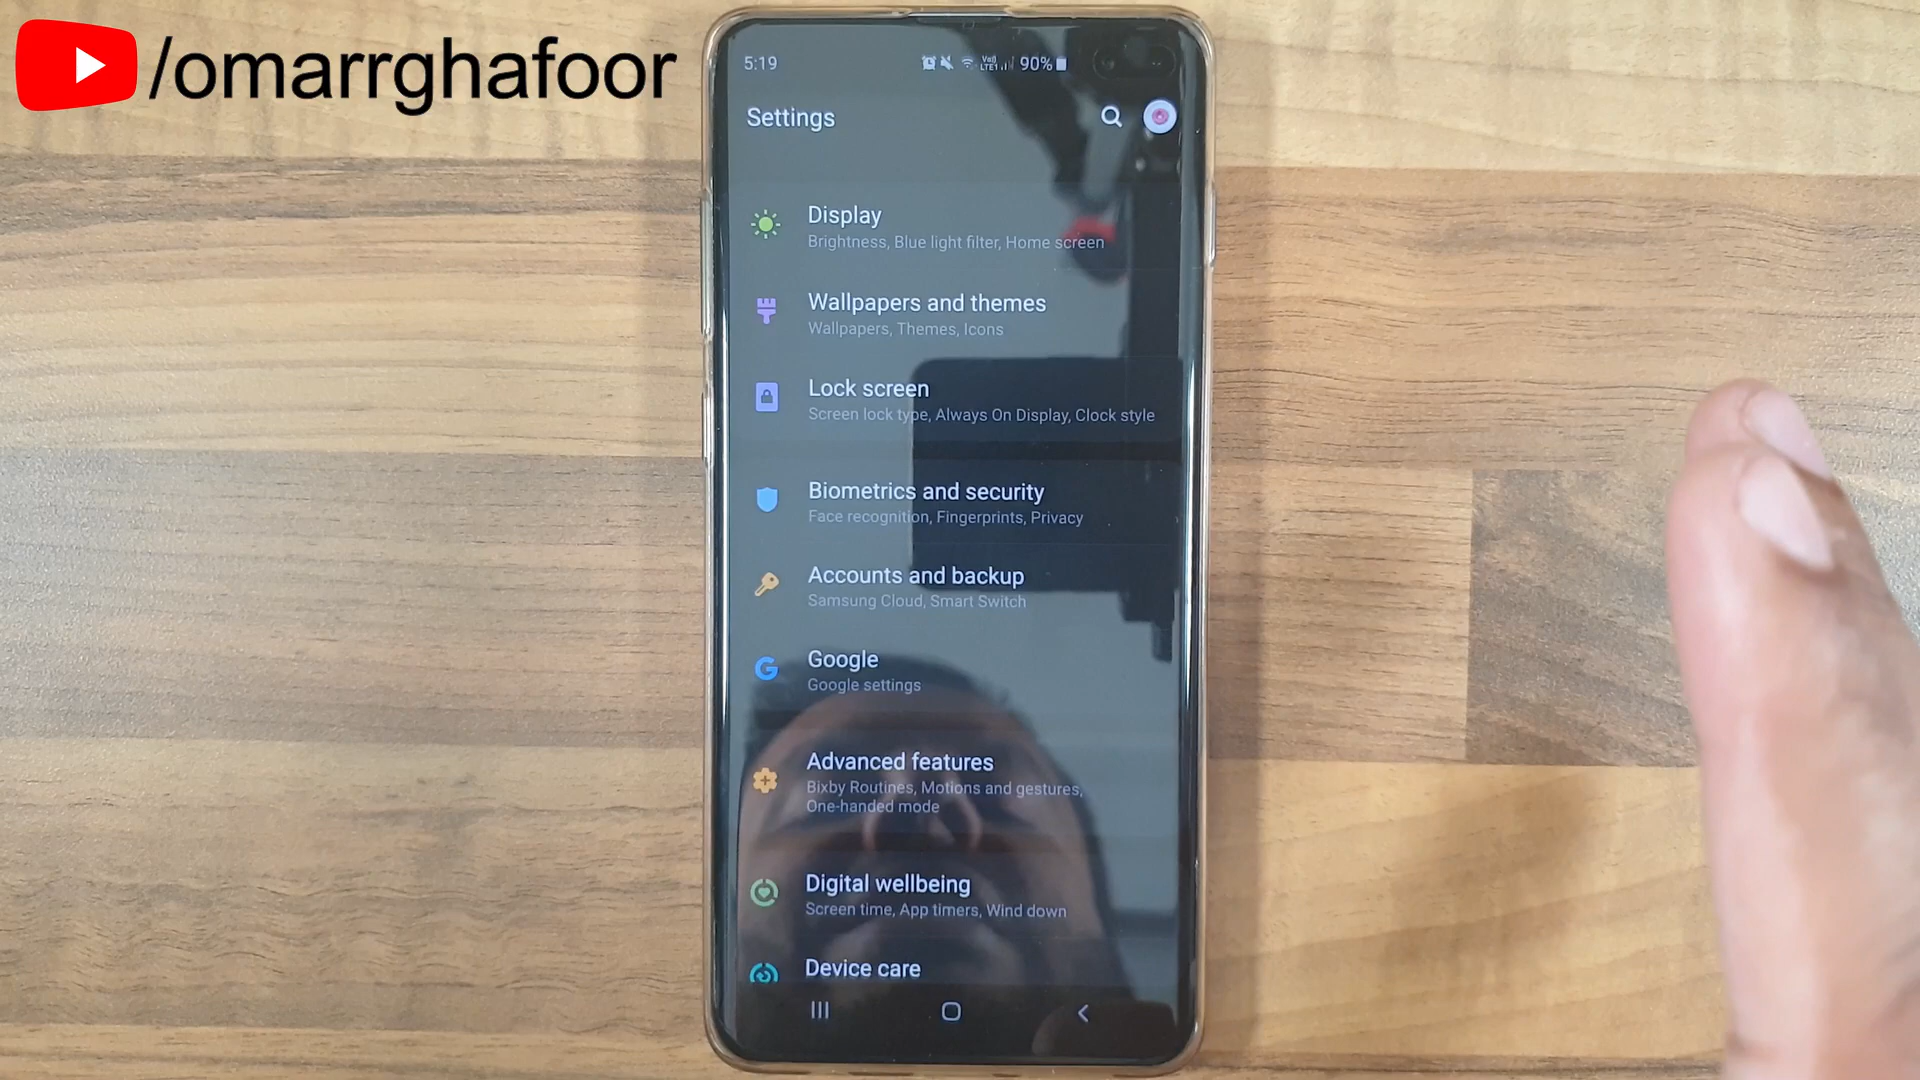 /omarrghafoor
5:19
VoB
LTE1
90%
Settings
Display
Brightness, Blue light filter, Home screen
Wallpapers and themes
Wallpapers, Themes, Icons
Lock screen
Screen lock type, Always On Display, Clock style
Biometrics and security
Face recognition, Fingerprints, Privacy
Accounts and backup
Samsung Cloud, Smart Switch
Google
Google settings
Advanced features
Bixby Routines, Motions and gestures,
One-handed mode
Digital wellbeing
Screen time, App timers, Wind down
Device care